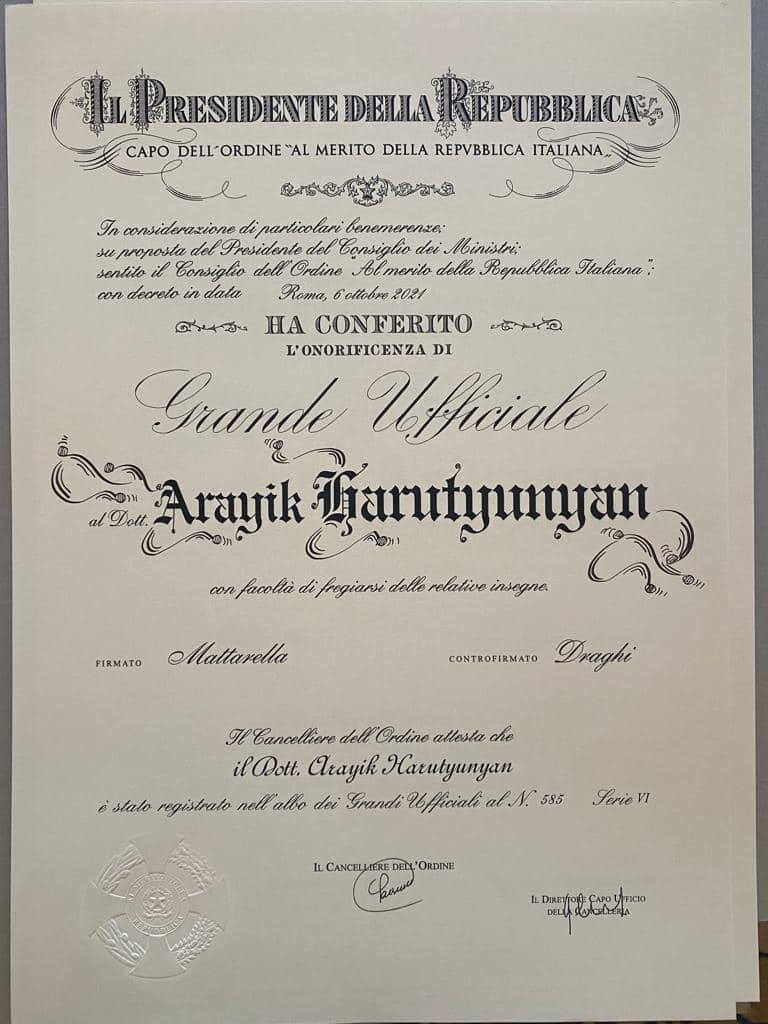 IL PRESIDENTE DELLA REPUBBLICA
CAPO DELL'ORDINE "AL MERITO DELLA REPVBBLICA ITALIANA"
In considerazione di particolari benemerenze;
su proposta del Presidente del Consiglio dei Ministri;
sentito il Consiglio dell'Ordine "Al merito della Repubblica Italiana";
con decreto in data Roma, 6 ottobre 2021
HA CONFERITO
L'ONORIFICENZA DI
Grande Ufficiale
al Dott. Arayik Harutyunyan
con facoltà di fregiarsi delle relative insegne.
FIRMATO Mattarella CONTROFIRMATO Draghi
Il Cancelliere dell'Ordine attesta che
il Dott. Arayik Harutyunyan
è stato registrato nell'albo dei Grandi Ufficiali al N. 585 Serie VI
IL CANCELLIERE DELL'ORDINE
IL DIRETTORE CAPO UFFICIO
DELLA CANCELLERIA